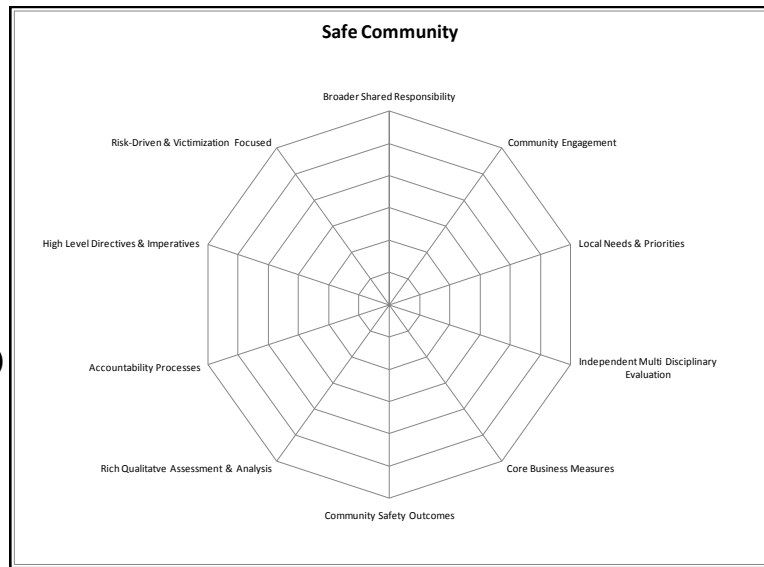 Safe Community
Broader Shared Responsibility
Risk-Driven & Victimization Focused
Community Engagement
High Level Directives & Imperatives
Local Needs & Priorities
Accountability Processes
Independent Multi Disciplinary
Evaluation
Rich Qualitatve Assessment & Analysis
Core Business Measures
Community Safety Outcomes